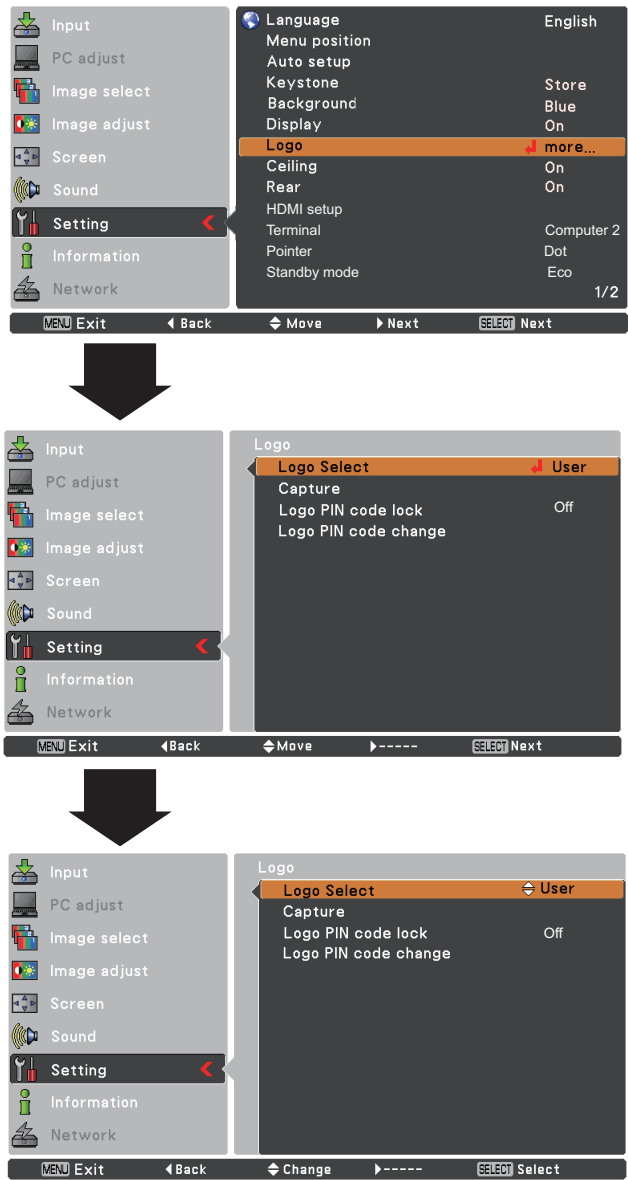 Input
PC adjust
Image select
Image adjust
Screen
Sound
Setting
Information
Network
Language English
Menu position
Auto setup
Keystone Store
Background Blue
Display On
Logo more...
Ceiling On
Rear On
HDMI setup
Terminal Computer 2
Pointer Dot
Standby mode Eco
1/2
MENU Exit Back Move Next SELECT Next
Input
PC adjust
Image select
Image adjust
Screen
Sound
Setting
Information
Network
Logo
Logo Select User
Capture
Logo PIN code lock Off
Logo PIN code change
MENU Exit Back Move ----- SELECT Next
Input
PC adjust
Image select
Image adjust
Screen
Sound
Setting
Information
Network
Logo
Logo Select User
Capture
Logo PIN code lock Off
Logo PIN code change
MENU Exit Back Change ----- SELECT Select